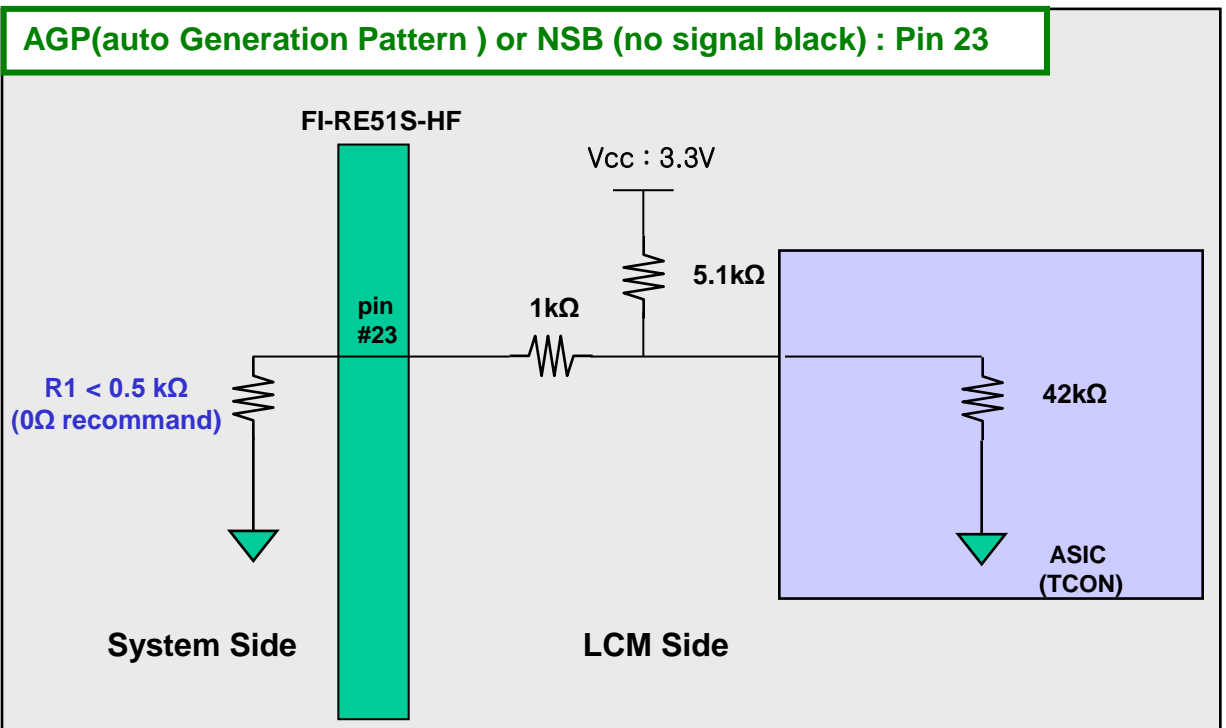 AGP(auto Generation Pattern ) or NSB (no signal black) : Pin 23
FI-RE51S-HF
Vcc : 3.3V
5.1kΩ
1kΩ
pin
#23
R1 < 0.5 kΩ
(0Ω recommand)
42kΩ
ASIC
(TCON)
System Side
LCM Side